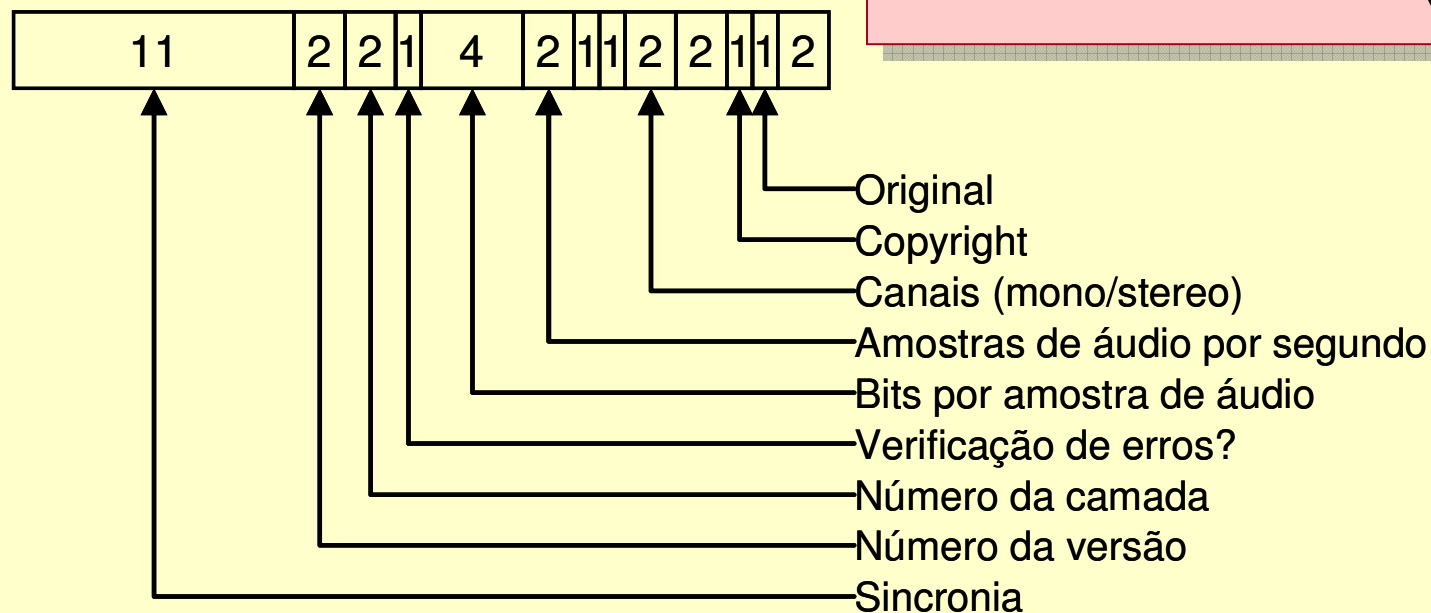 11 2 2 1 4 2 1 1 2 2 1 1 2
Original
Copyright
Canais (mono/stereo)
Amostras de áudio por segundo
Bits por amostra de áudio
Verificação de erros?
Número da camada
Número da versão
Sincronia